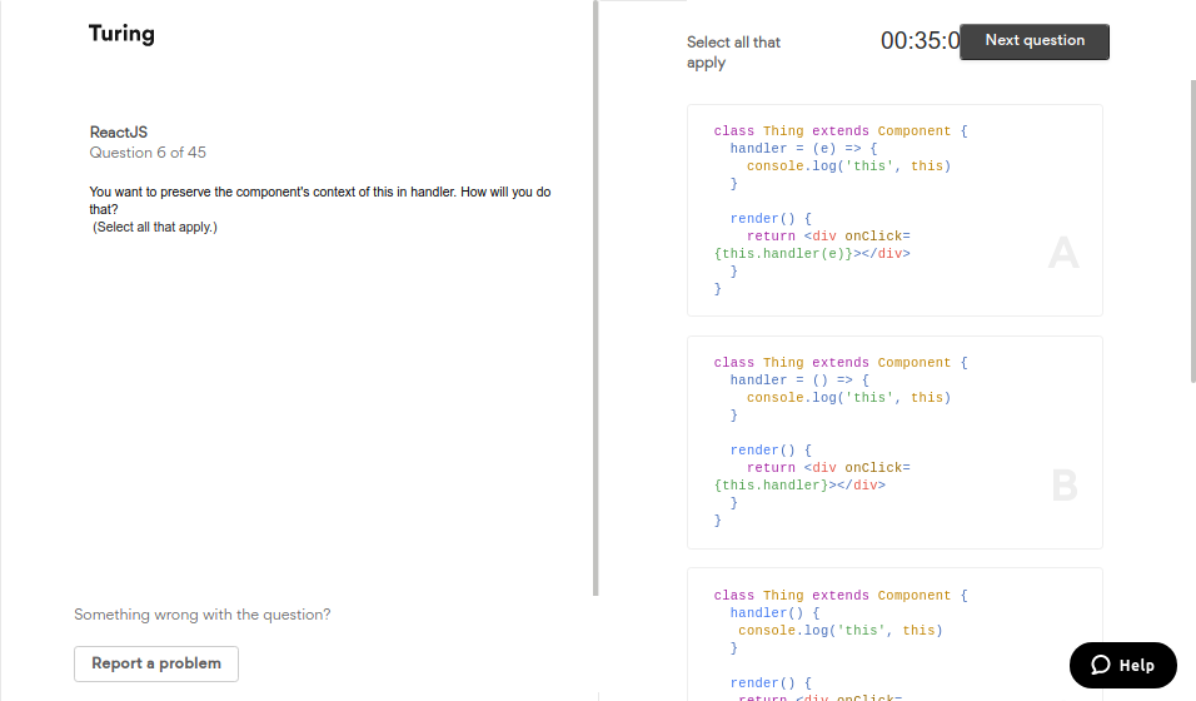 Turing
ReactJS
Question 6 of 45
You want to preserve the component's context of this in handler. How will you do
that?
(Select all that apply.)
Something wrong with the question?
Report a problem
Select all that
apply
00:35:0
Next question
class Thing extends Component {
handler = (e) => {
console.log('this', this)
}
render() {
return <div onClick=
{this.handler(e)}></div>
}
}
A
class Thing extends Component {
handler = () => {
console.log('this', this)
}
render() {
return <div onClick=
{this.handler}></div>
}
}
B
class Thing extends Component {
handler() {
console.log('this', this)
}
render() {
return <div onClick=
Help